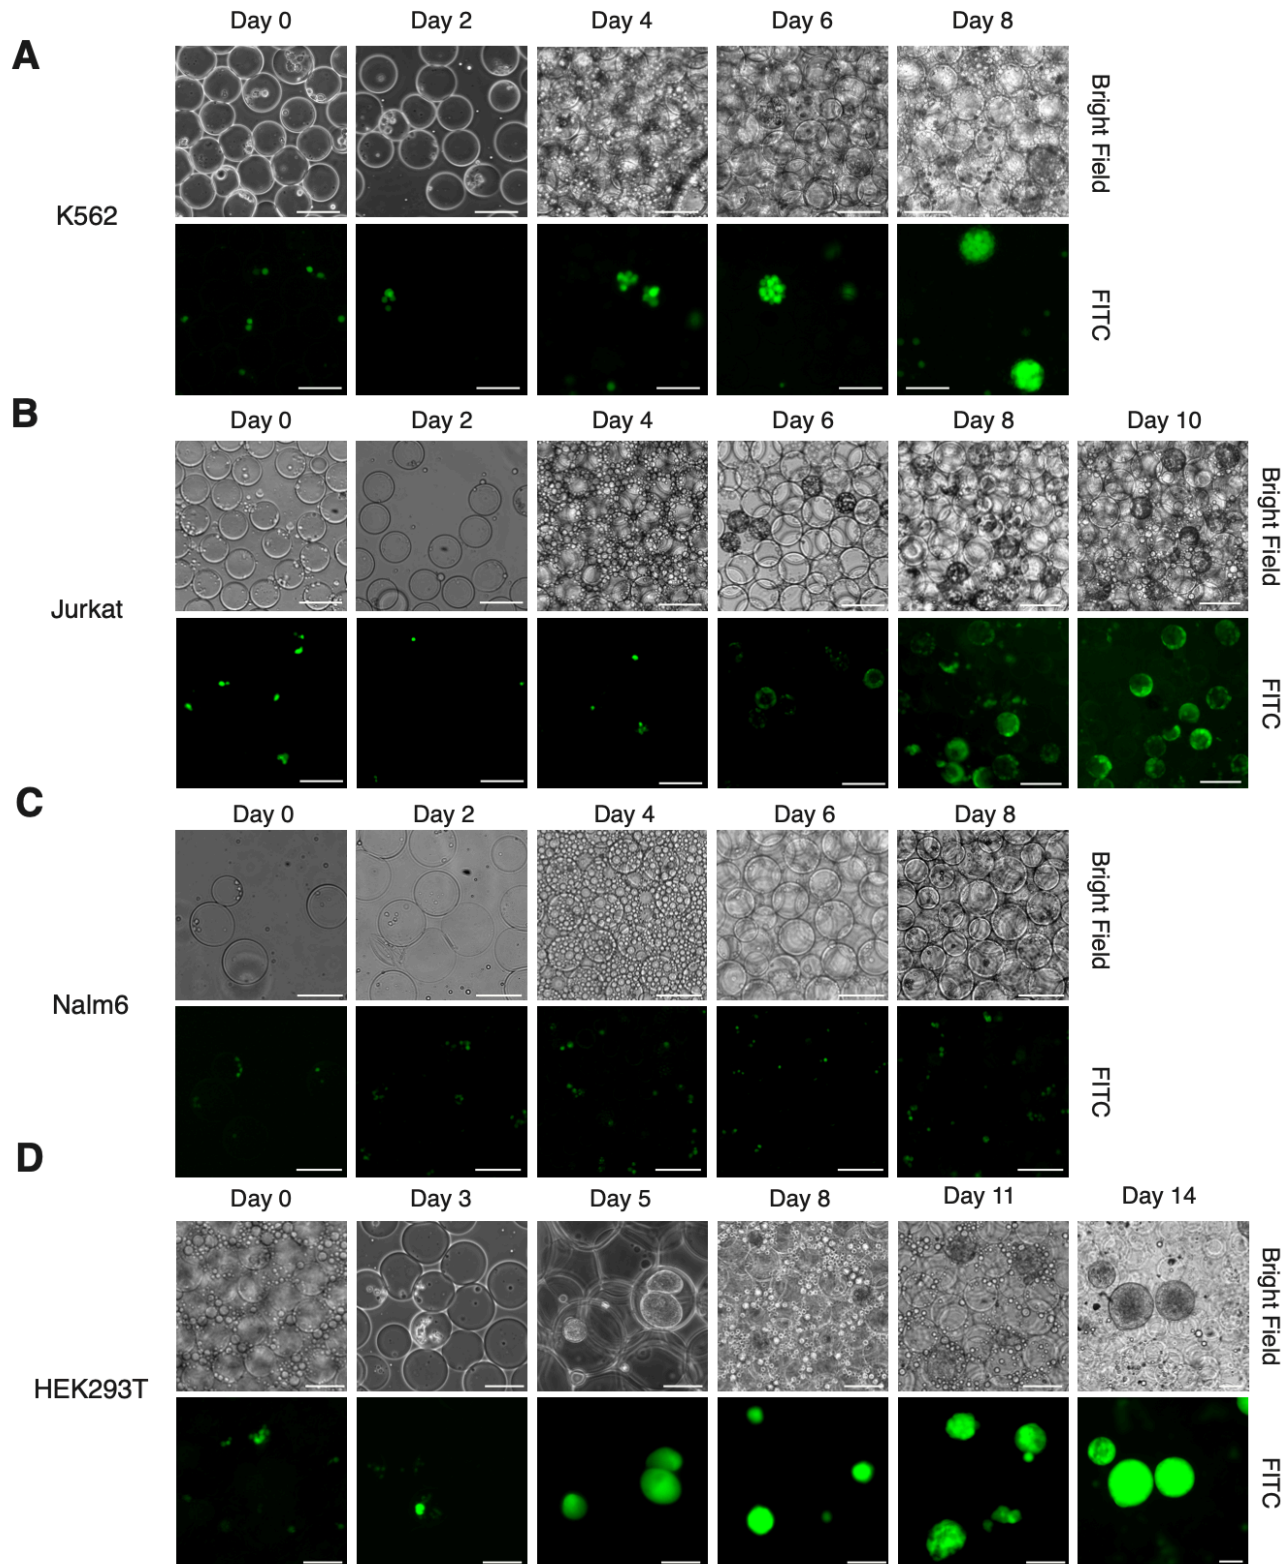 Day 0 Day 2 Day 4 Day 6 Day 8
A
Bright Field
K562
FITC
B
Day 0 Day 2 Day 4 Day 6 Day 8 Day 10
Bright Field
Jurkat
FITC
C
Day 0 Day 2 Day 4 Day 6 Day 8
Bright Field
Nalm6
FITC
D
Day 0 Day 3 Day 5 Day 8 Day 11 Day 14
Bright Field
HEK293T
FITC